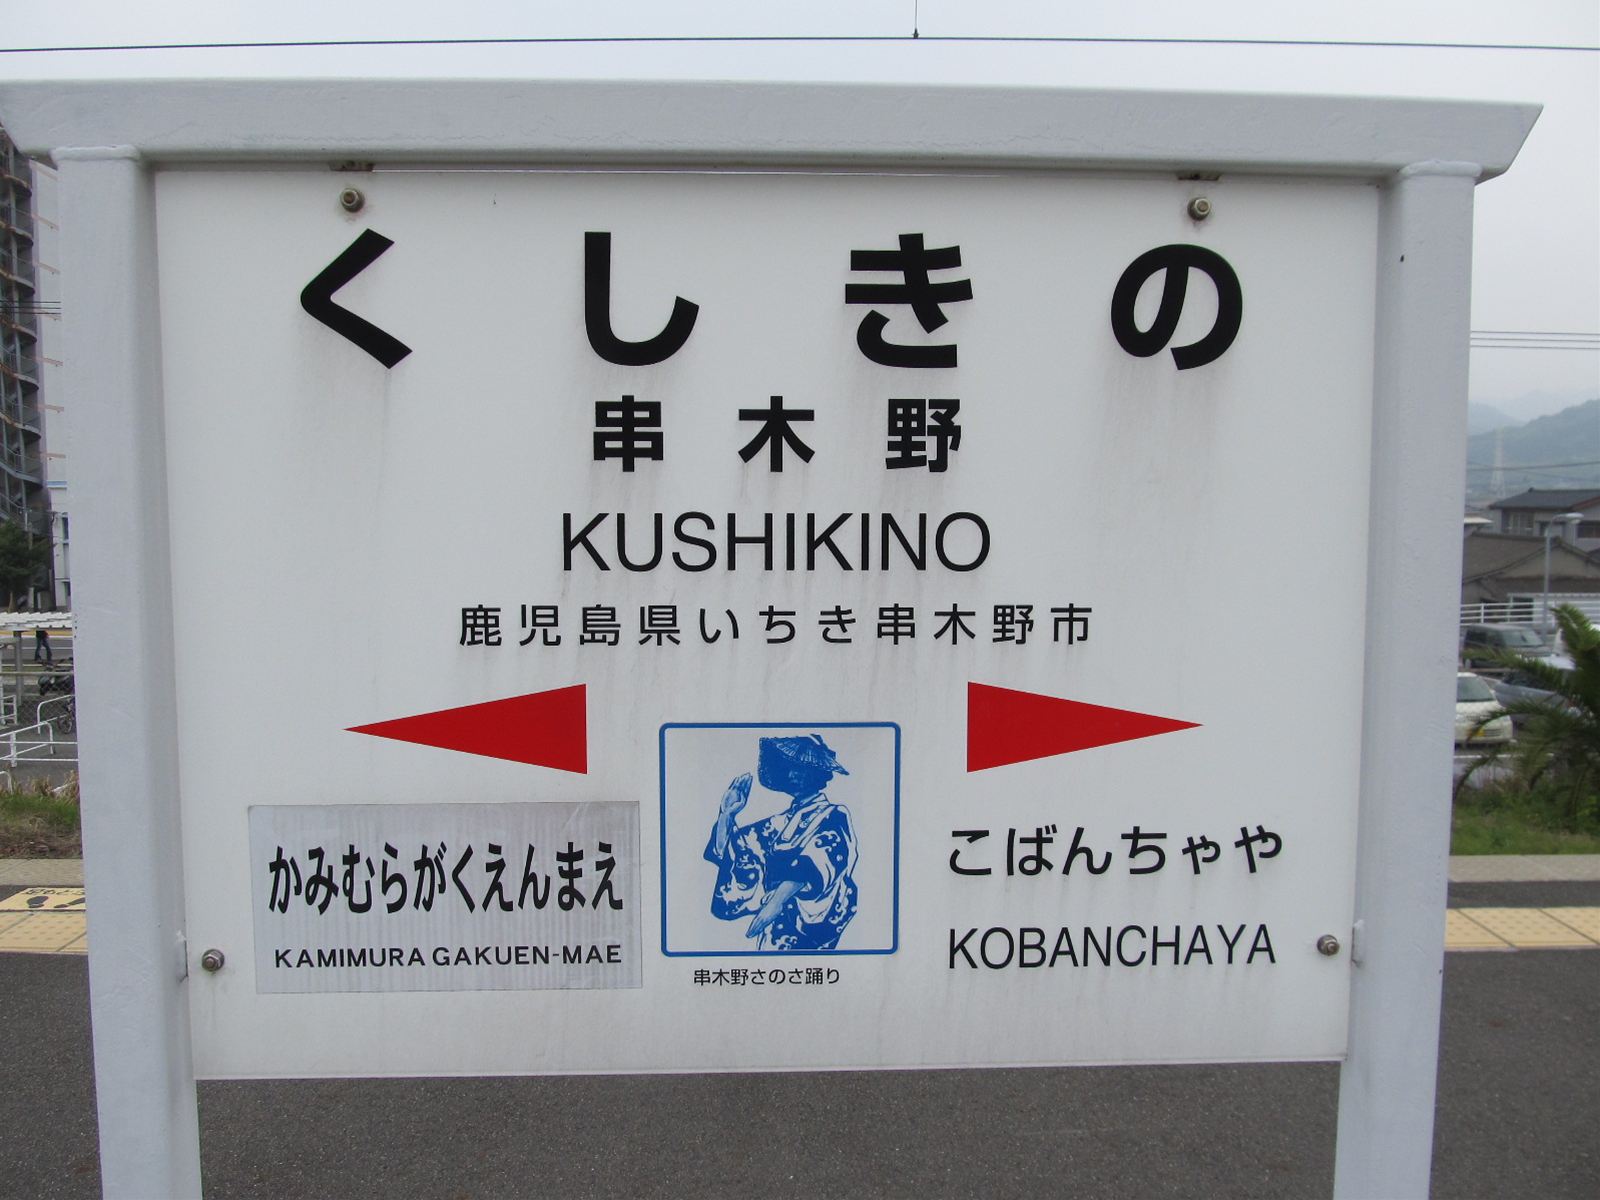 くしきの
串木野
KUSHIKINO
鹿児島県いちき串木野市
かみむらがくえんまえ
KAMIMURA GAKUEN-MAE
串木野さのさ踊り
こばんちゃや
KOBANCHAYA